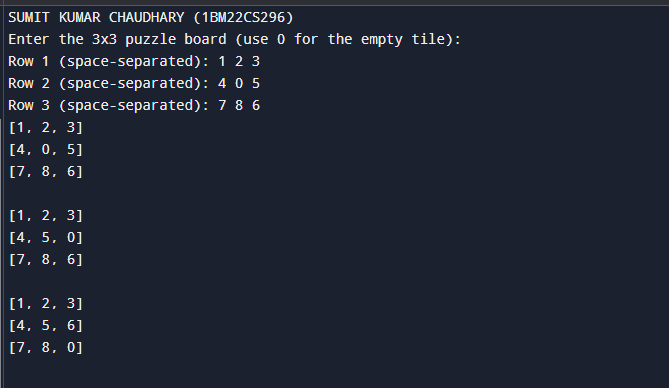 SUMIT KUMAR CHAUDHARY (1BM22CS296)
Enter the 3x3 puzzle board (use 0 for the empty tile):
Row 1 (space-separated): 1 2 3
Row 2 (space-separated): 4 0 5
Row 3 (space-separated): 7 8 6
[1, 2, 3]
[4, 0, 5]
[7, 8, 6]

[1, 2, 3]
[4, 5, 0]
[7, 8, 6]

[1, 2, 3]
[4, 5, 6]
[7, 8, 0]